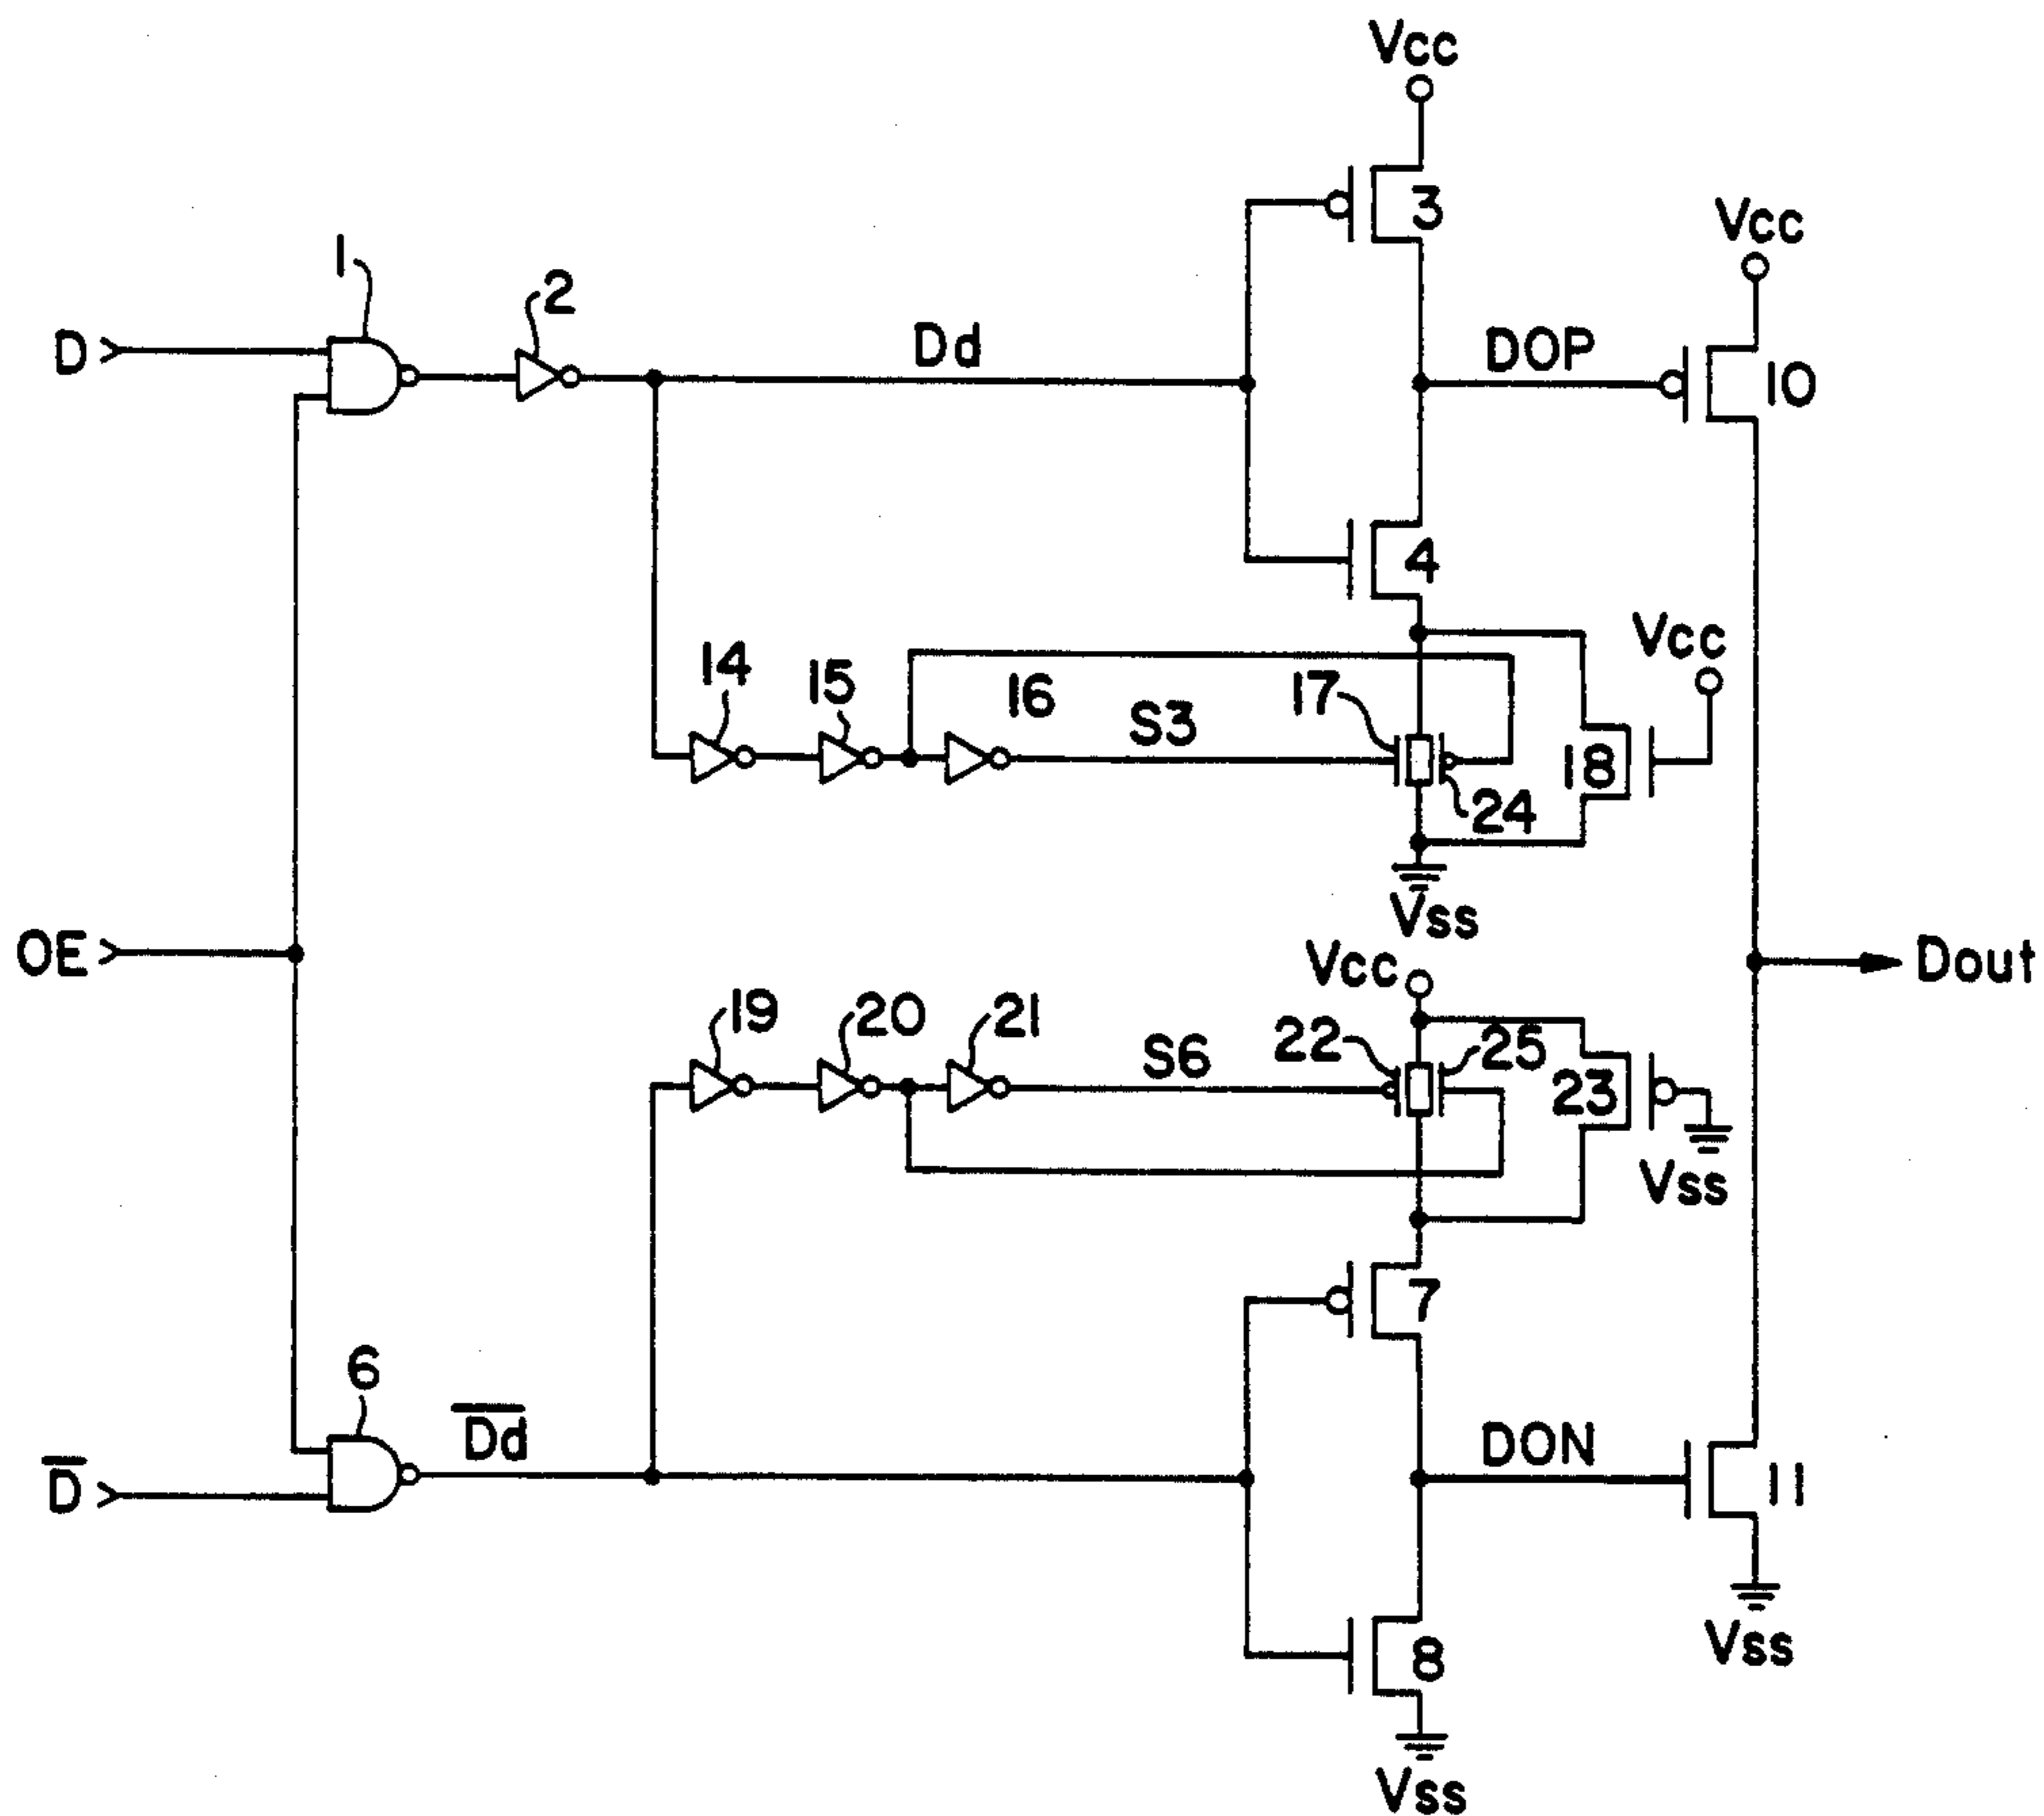 Vcc
3
Vcc
1
2
D
Dd
DOP
10
4
Vcc
14
15
16
S3
17
18
24
Vss
OE
Dout
Vcc
19
20
21
S6
22
25
23
Vss
7
6
D̅d̅
DON
D̅
11
8
Vss
Vss